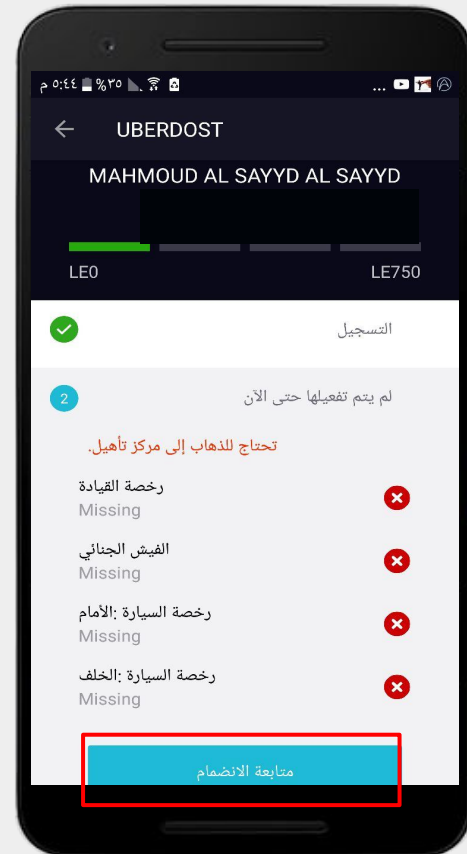 ٥:٤٤ م ٣٥% ...
UBERDOST
MAHMOUD AL SAYYD AL SAYYD
LE0 LE750
التسجيل
2 لم يتم تفعيلها حتى الآن
تحتاج للذهاب إلى مركز تأهيل.
رخصة القيادة
Missing
الفيش الجنائي
Missing
رخصة السيارة :الأمام
Missing
رخصة السيارة :الخلف
Missing
متابعة الانضمام